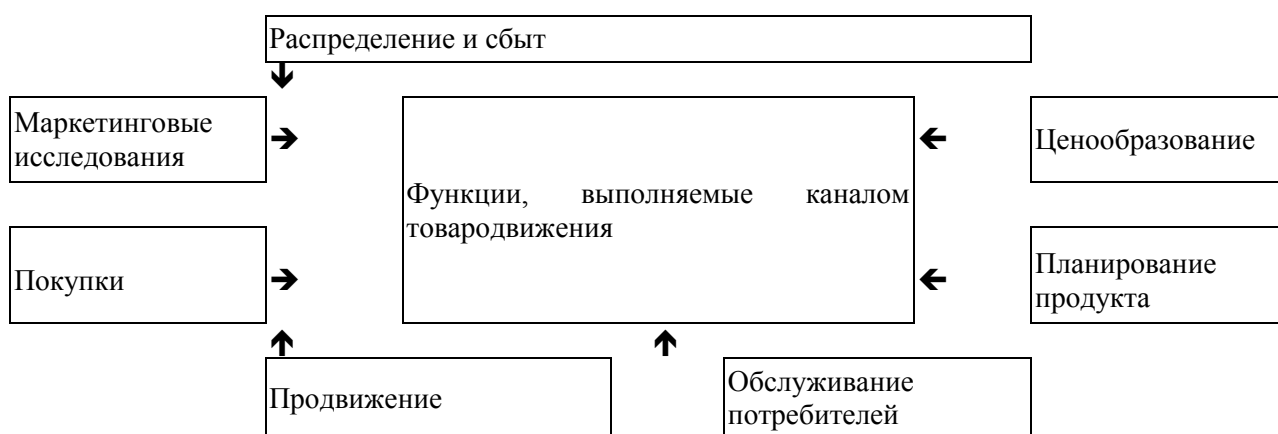 Распределение и сбыт
Маркетинговые
исследования
Ценообразование
Функции, выполняемые каналом
товародвижения
Покупки
Планирование
продукта
Продвижение
Обслуживание
потребителей